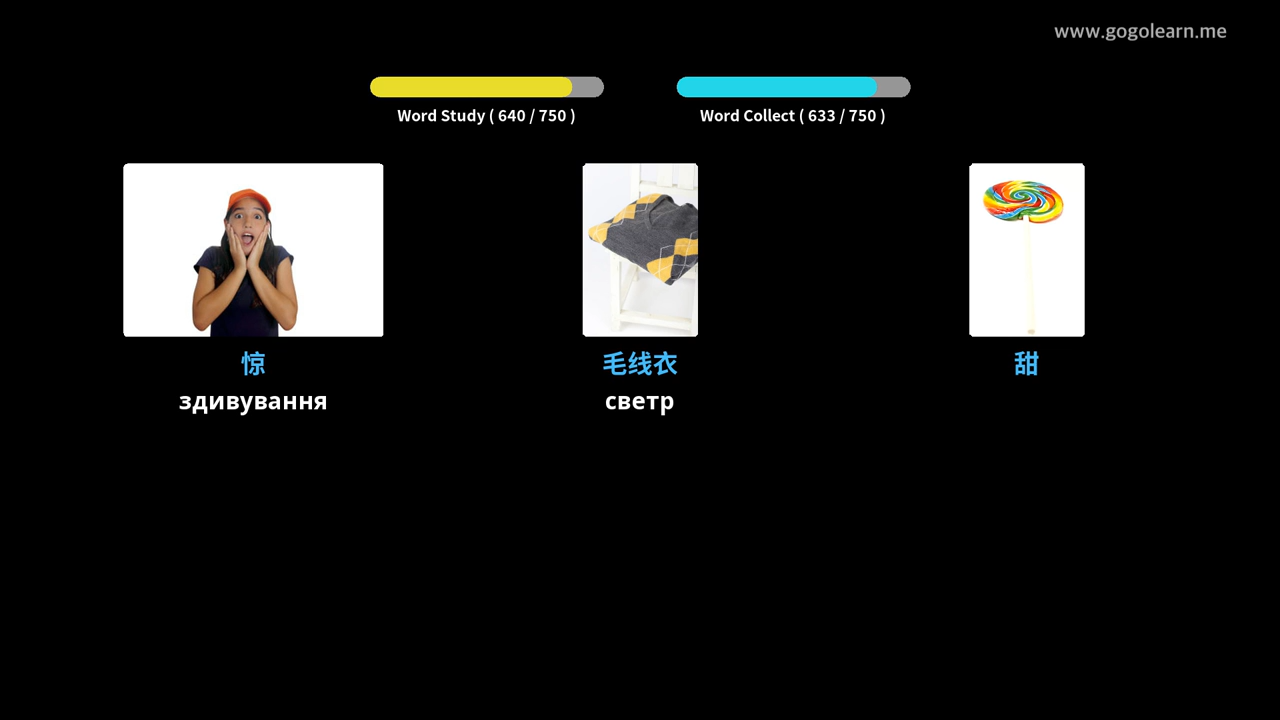 www.gogolearn.me
Word Study ( 640 / 750 )
Word Collect ( 633 / 750 )
惊
毛线衣
甜
здивування
светр